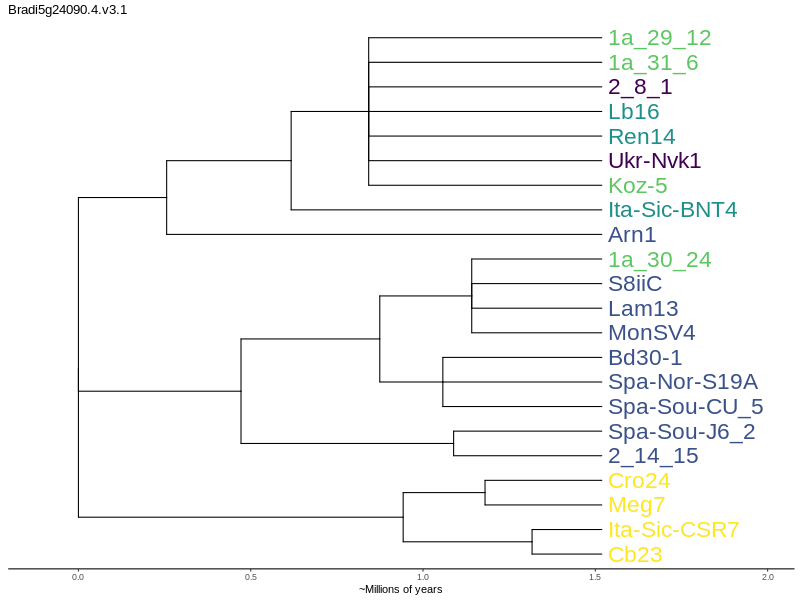 Bradi5g24090.4.v3.1
1a_29_12
1a_31_6
2_8_1
Lb16
Ren14
Ukr-Nvk1
Koz-5
Ita-Sic-BNT4
Arn1
1a_30_24
S8iiC
Lam13
MonSV4
Bd30-1
Spa-Nor-S19A
Spa-Sou-CU_5
Spa-Sou-J6_2
2_14_15
Cro24
Meg7
Ita-Sic-CSR7
Cb23
0.0 0.5 1.0 1.5 2.0
~Millions of years